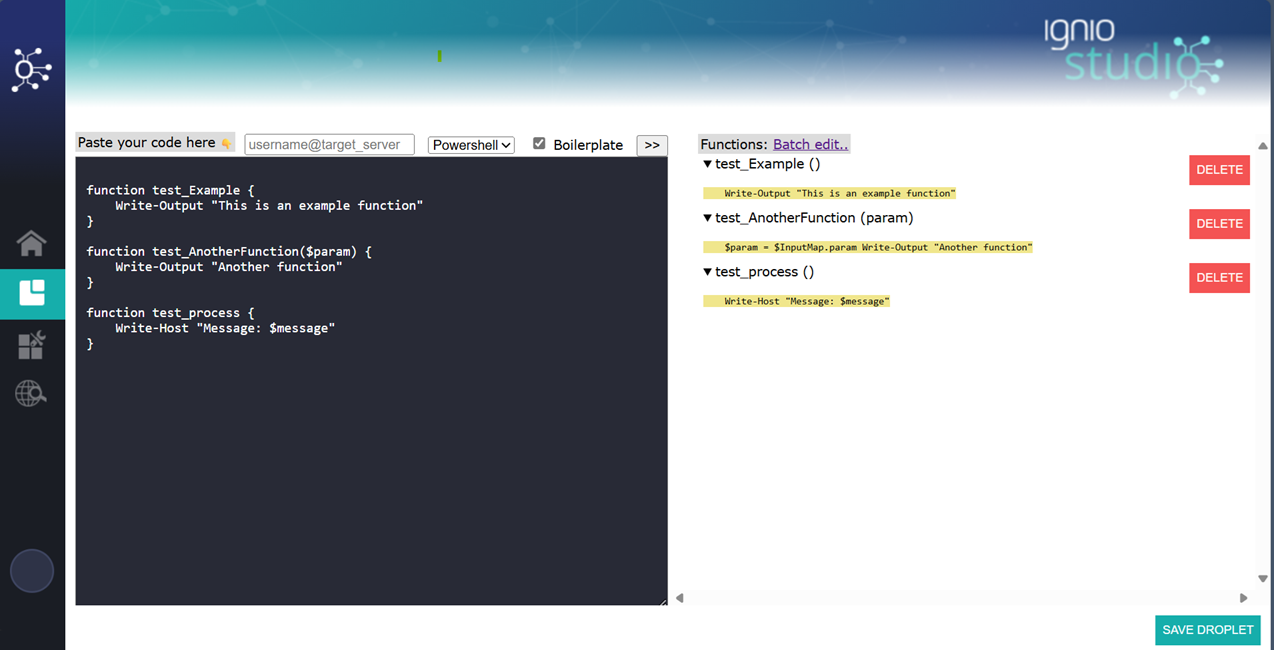 ignio
studio
Paste your code here 👇
username@target_server
Powershell
Boilerplate
>>
function test_Example {
    Write-Output "This is an example function"
}
function test_AnotherFunction($param) {
    Write-Output "Another function"
}
function test_process {
    Write-Host "Message: $message"
}
Functions: Batch edit..
test_Example ()
DELETE
Write-Output "This is an example function"
test_AnotherFunction (param)
DELETE
$param = $InputMap.param Write-Output "Another function"
test_process ()
DELETE
Write-Host "Message: $message"
SAVE DROPLET